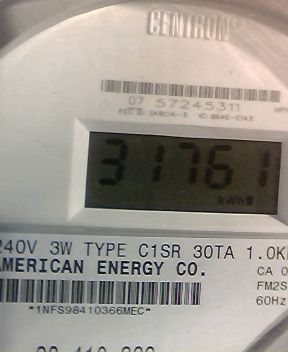 CENTRON®
07 57245311
31761
kWh
240V 3W TYPE C1SR 30TA 1.0K
AMERICAN ENERGY CO.
CA 0
FM2S
60Hz
*1NFS98410366MEC*